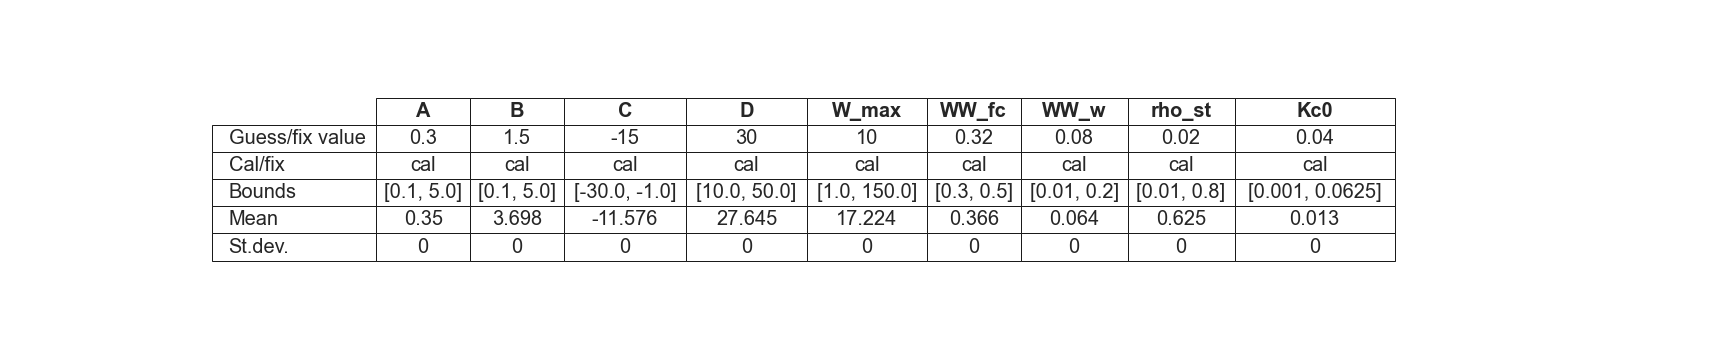 A B C D W_max WW_fc WW_w rho_st Kc0
Guess/fix value 0.3 1.5 -15 30 10 0.32 0.08 0.02 0.04
Cal/fix cal cal cal cal cal cal cal cal cal
Bounds [0.1, 5.0] [0.1, 5.0] [-30.0, -1.0] [10.0, 50.0] [1.0, 150.0] [0.3, 0.5] [0.01, 0.2] [0.01, 0.8] [0.001, 0.0625]
Mean 0.35 3.698 -11.576 27.645 17.224 0.366 0.064 0.625 0.013
St.dev. 0 0 0 0 0 0 0 0 0